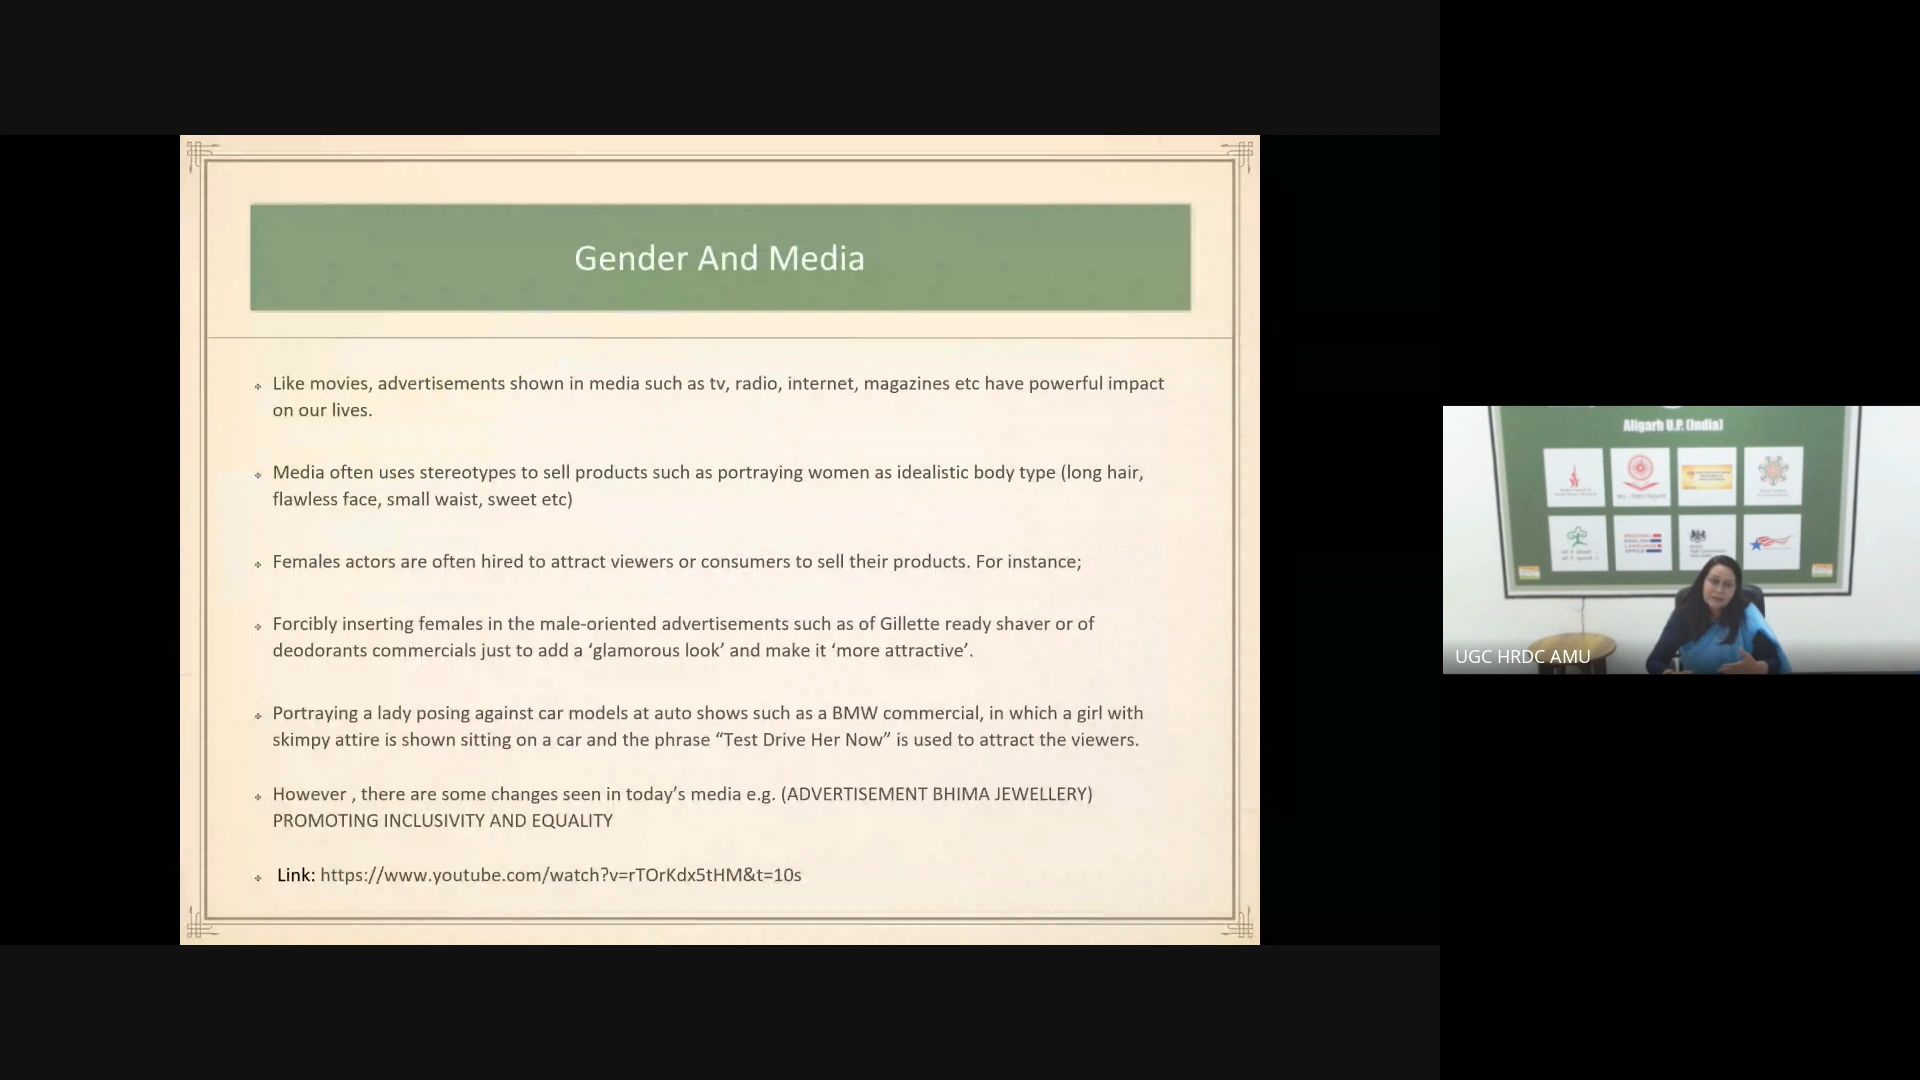 Gender And Media
Like movies, advertisements shown in media such as tv, radio, internet, magazines etc have powerful impact
on our lives.
Media often uses stereotypes to sell products such as portraying women as idealistic body type (long hair,
flawless face, small waist, sweet etc)
Females actors are often hired to attract viewers or consumers to sell their products. For instance;
Forcibly inserting females in the male-oriented advertisements such as of Gillette ready shaver or of
deodorants commercials just to add a ‘glamorous look’ and make it ‘more attractive’.
Portraying a lady posing against car models at auto shows such as a BMW commercial, in which a girl with
skimpy attire is shown sitting on a car and the phrase “Test Drive Her Now” is used to attract the viewers.
However , there are some changes seen in today’s media e.g. (ADVERTISEMENT BHIMA JEWELLERY)
PROMOTING INCLUSIVITY AND EQUALITY
Link: https://www.youtube.com/watch?v=rTOrKdx5tHM&t=10s
Aligarh U.P. (India)
REGIONAL
ENGLISH
LANGUAGE
OFFICE
UGC HRDC AMU